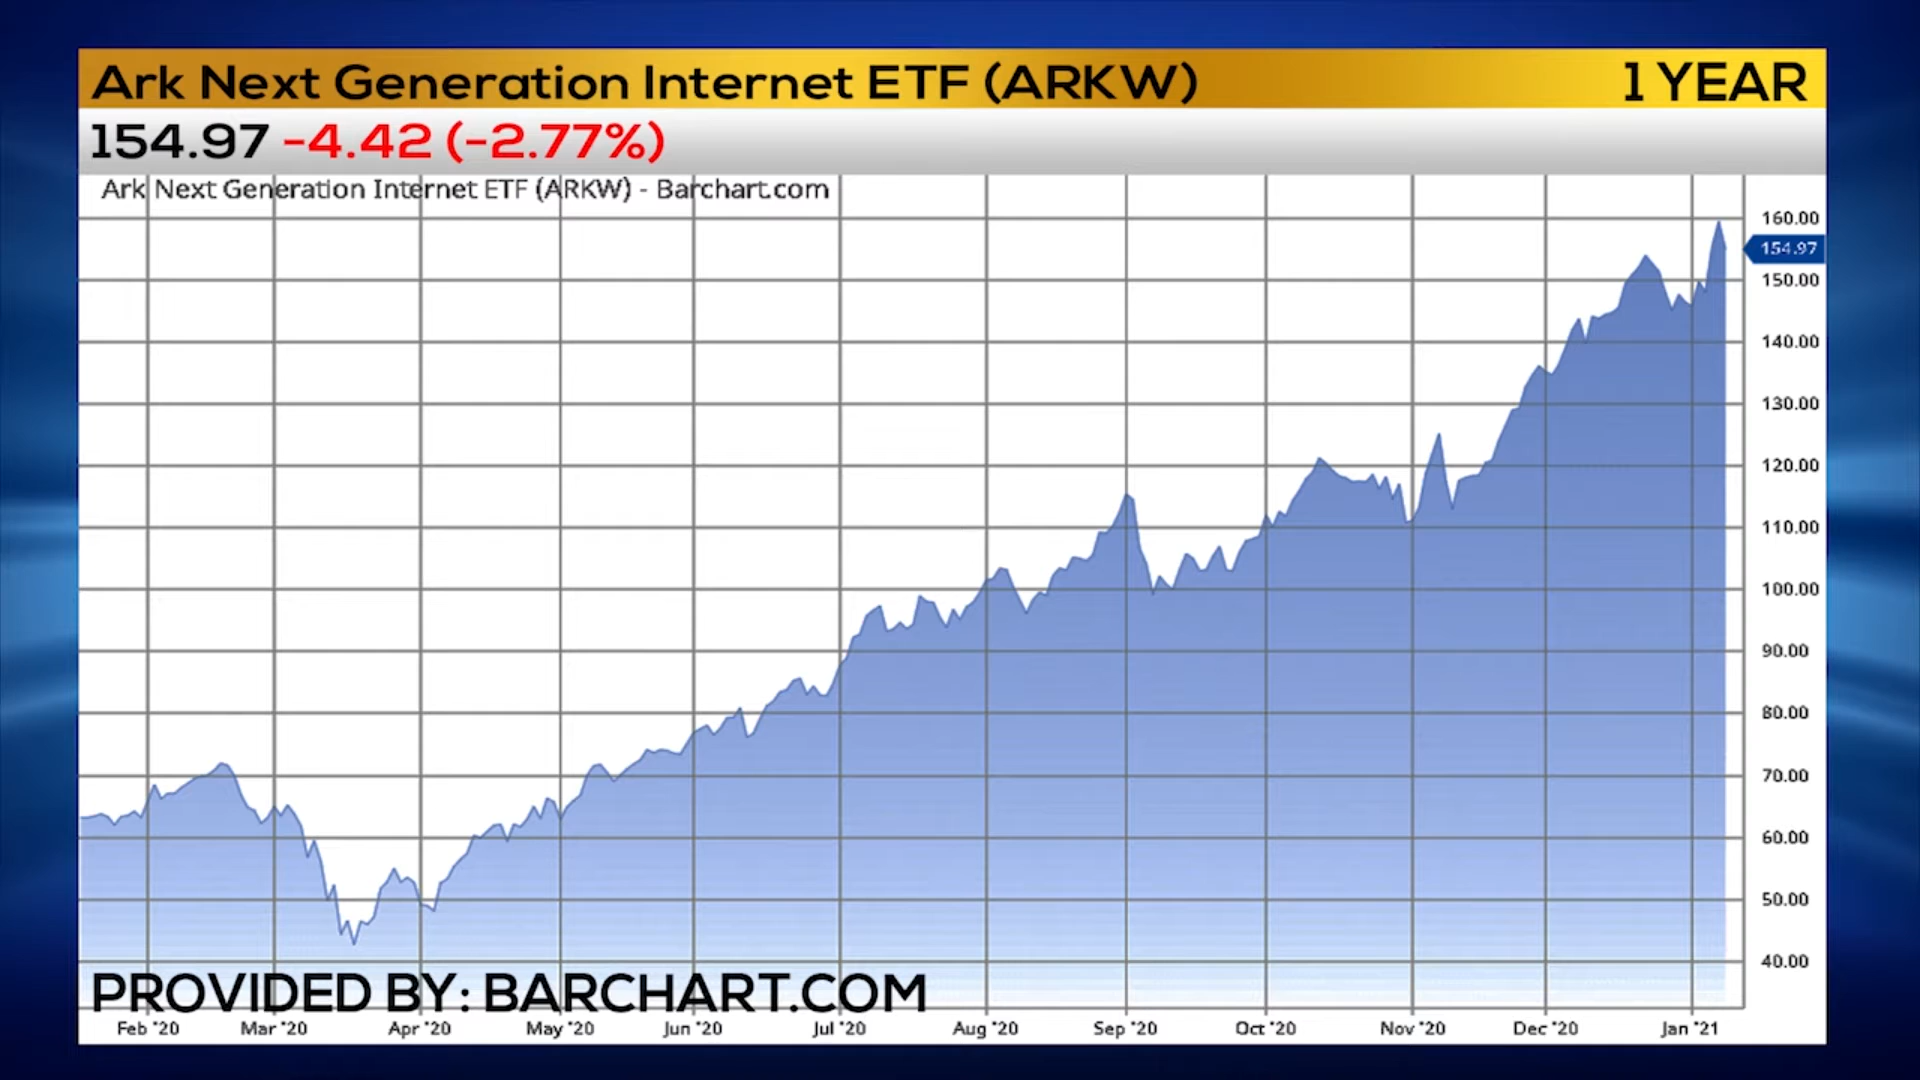 Ark Next Generation Internet ETF (ARKW) 1 YEAR
154.97 -4.42 (-2.77%)
Ark Next Generation Internet ETF (ARKW) - Barchart.com
160.00
154.97
150.00
140.00
130.00
120.00
110.00
100.00
90.00
80.00
70.00
60.00
50.00
40.00
PROVIDED BY: BARCHART.COM
Feb '20 Mar '20 Apr '20 May '20 Jun '20 Jul '20 Aug '20 Sep '20 Oct '20 Nov '20 Dec '20 Jan '21